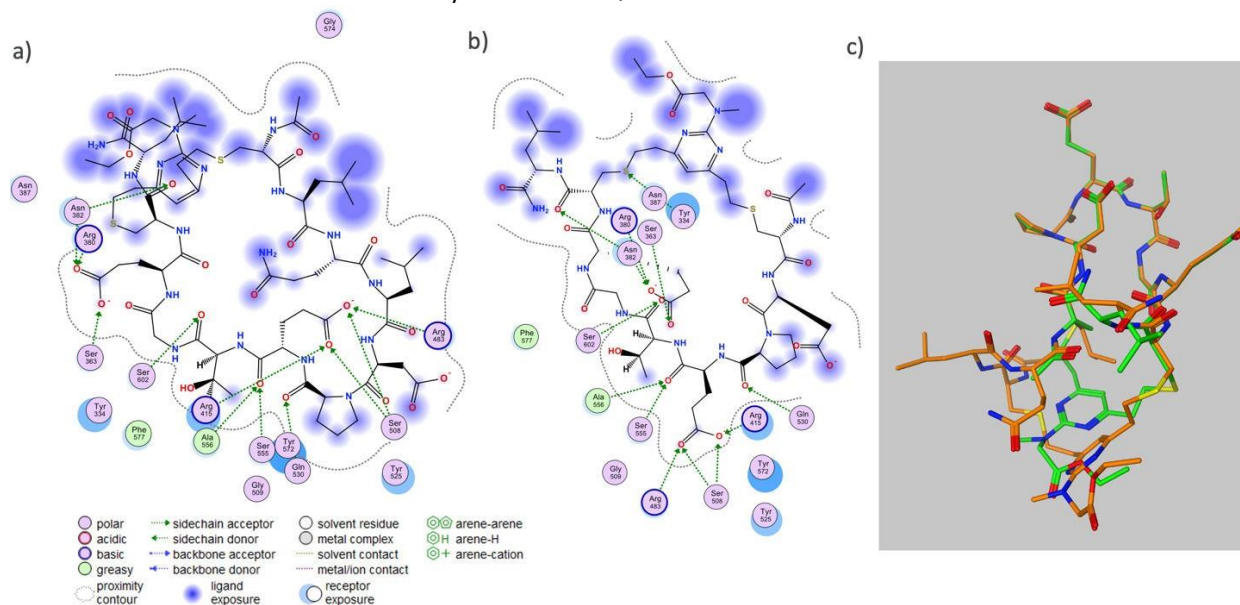 a)
b)
c)
Gly
574
Asn
387
Asn
382
Arg
380
Ser
363
Ser
602
Tyr
334
Phe
577
Arg
415
Ala
556
Ser
555
Gly
509
Tyr
572
Gln
530
Ser
508
Tyr
525
Arg
483
Asn
387
Tyr
334
Arg
380
Ser
363
Asn
382
Phe
577
Ser
602
Ala
556
Ser
555
Gly
509
Arg
483
Ser
508
Arg
415
Gln
530
Tyr
572
Tyr
525
polar
acidic
basic
greasy
proximity
contour
sidechain acceptor
sidechain donor
backbone acceptor
backbone donor
ligand
exposure
solvent residue
metal complex
solvent contact
metal/ion contact
receptor
exposure
arene-arene
H arene-H
+ arene-cation